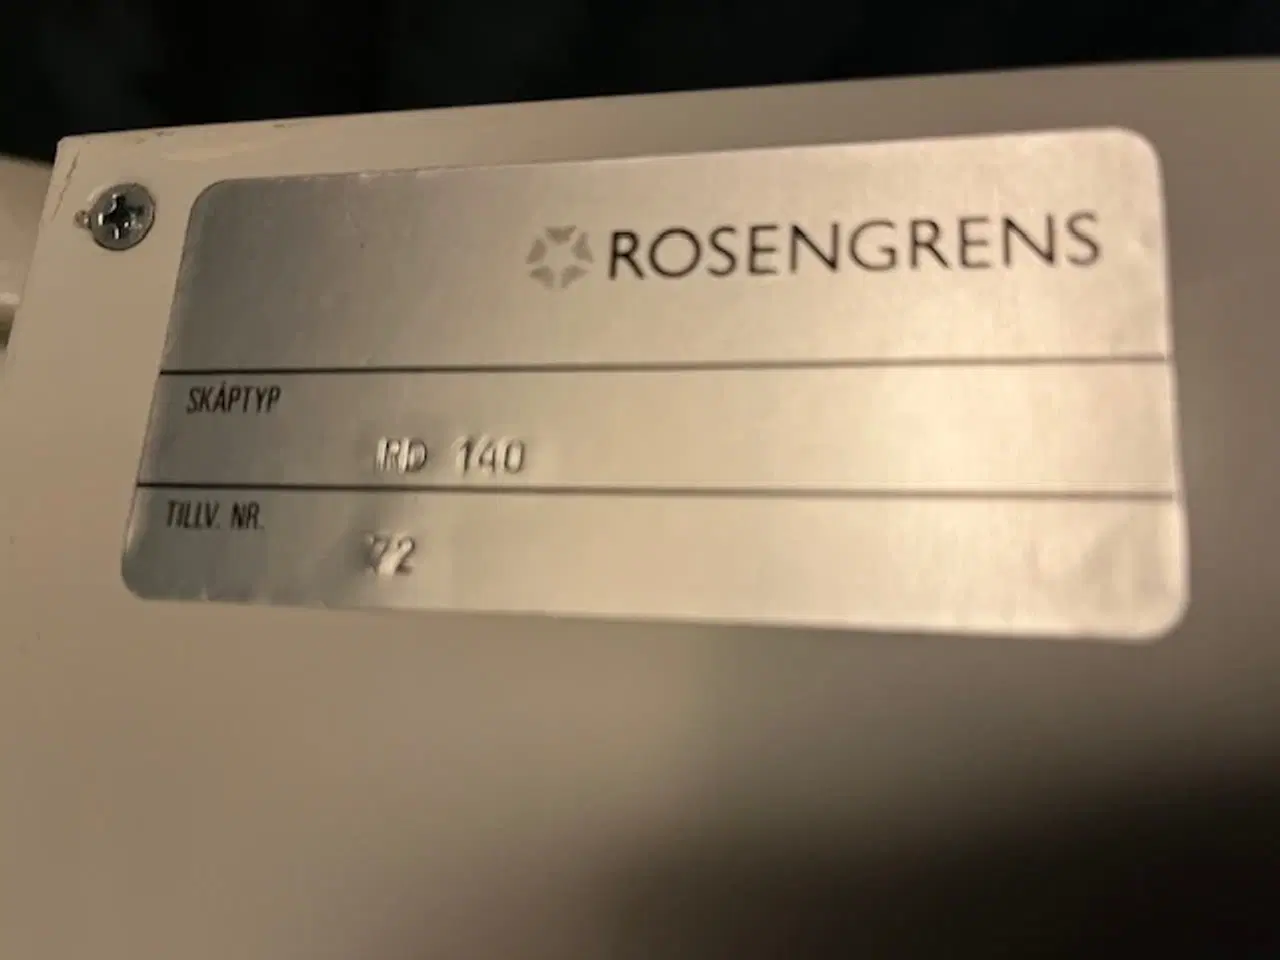 ROSENGRENS
SKÅPTYP
RD 140
TILLV. NR.
72